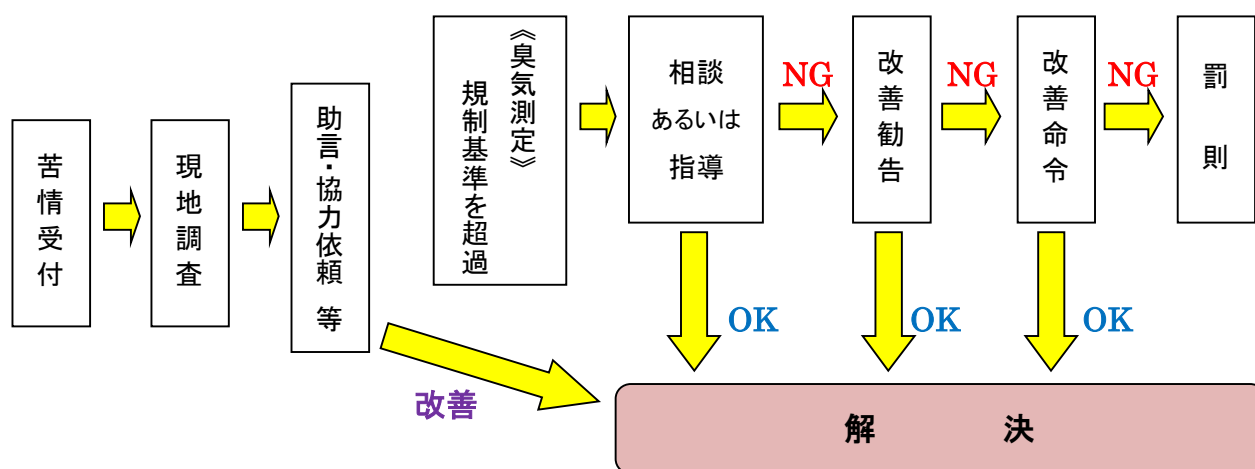 苦情受付
現地調査
助言・協力依頼 等
《臭気測定》
規制基準を超過
相談
あるいは
指導
NG
改善勧告
NG
改善命令
NG
罰則
OK
OK
OK
改善
解決